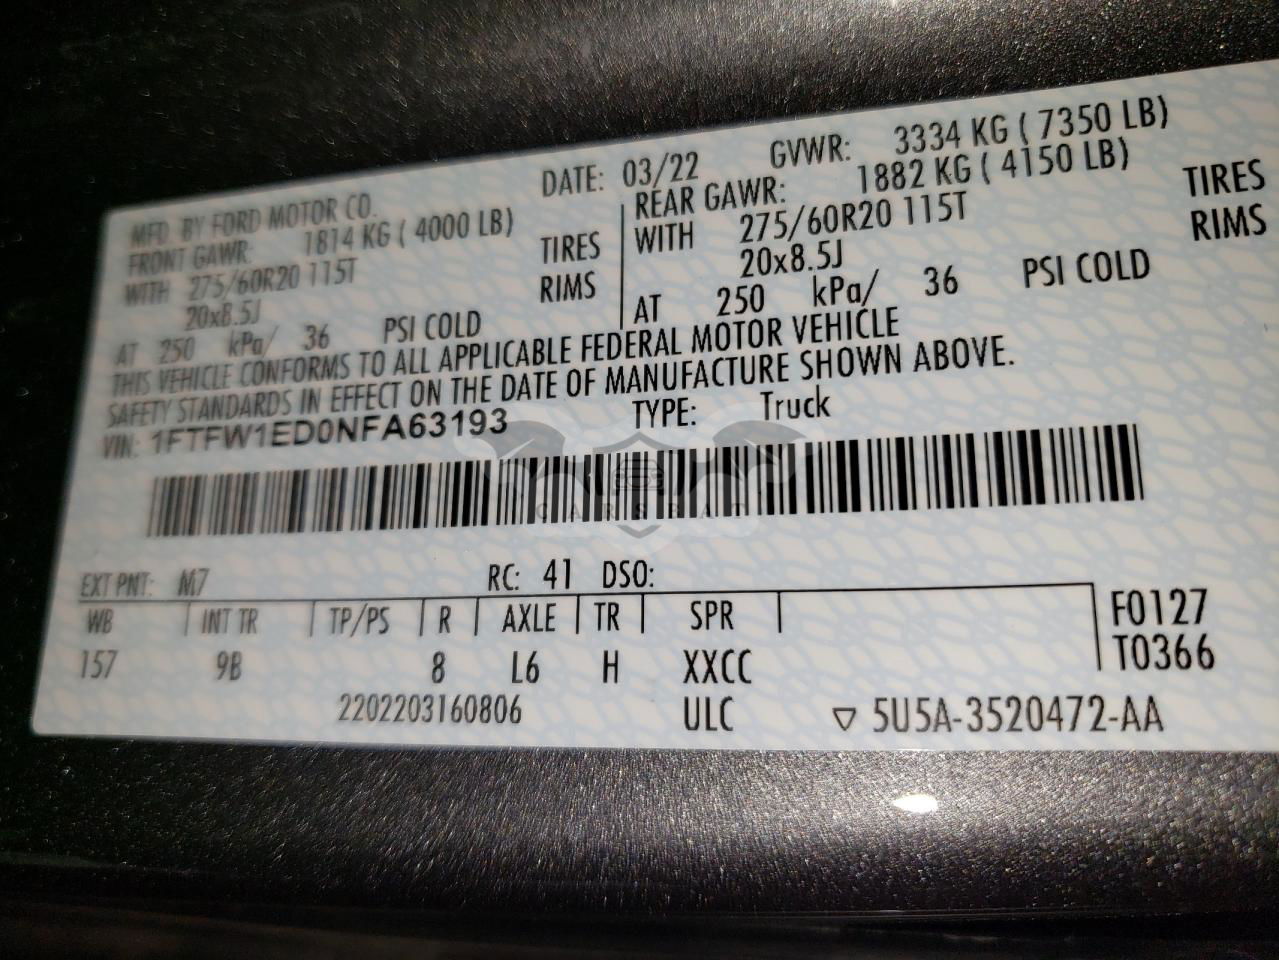 MFD. BY FORD MOTOR CO. DATE: 03/22 GVWR: 3334 KG ( 7350 LB)
FRONT GAWR: 1814 KG ( 4000 LB)
WITH 275/60R20 115T TIRES
20x8.5J RIMS
AT 250 kPa/ 36 PSI COLD
REAR GAWR: 1882 KG ( 4150 LB)
WITH 275/60R20 115T TIRES
20x8.5J RIMS
AT 250 kPa/ 36 PSI COLD
THIS VEHICLE CONFORMS TO ALL APPLICABLE FEDERAL MOTOR VEHICLE
SAFETY STANDARDS IN EFFECT ON THE DATE OF MANUFACTURE SHOWN ABOVE.
VIN: 1FTFW1ED0NFA63193 TYPE: Truck
CARSBAC
EXT PNT: M7 RC: 41 DSO:
WB INT TR TP/PS R AXLE TR SPR F0127
157 9B 8 L6 H XXCC T0366
2202203160806 ULC ▽ 5U5A-3520472-AA